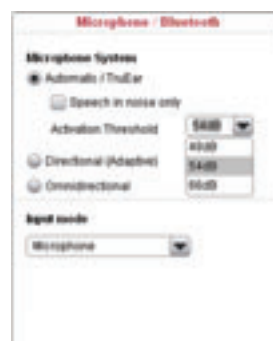 Microphone / Bluetooth
Microphone System
Automatic / TruEar
Speech in noise only
Activation Threshold
54dB
48dB
Directional (Adaptive)
54dB
Omnidirectional
60dB
Input mode
Microphone